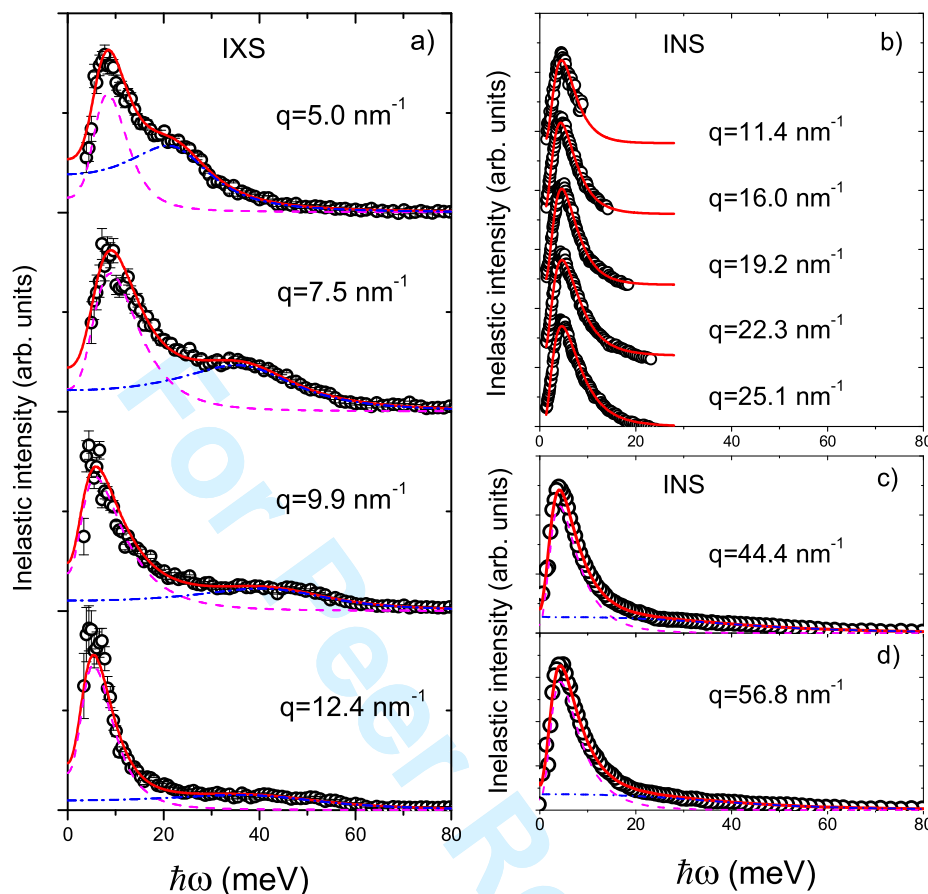 a)
IXS
q=5.0 nm⁻¹
q=7.5 nm⁻¹
q=9.9 nm⁻¹
q=12.4 nm⁻¹
Inelastic intensity (arb. units)
0 20 40 60 80
ħω (meV)
b)
INS
q=11.4 nm⁻¹
q=16.0 nm⁻¹
q=19.2 nm⁻¹
q=22.3 nm⁻¹
q=25.1 nm⁻¹
Inelastic intensity (arb. units)
0 20 40 60 80
c)
INS
q=44.4 nm⁻¹
Inelastic intensity (arb. units)
d)
q=56.8 nm⁻¹
0 20 40 60 80
ħω (meV)
For Peer Re